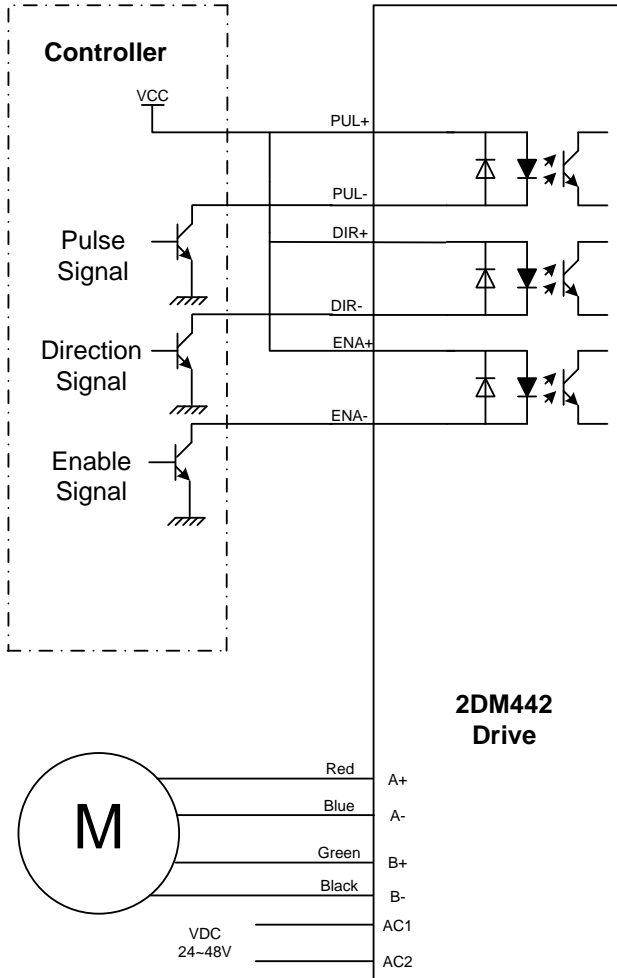 Controller
VCC
PUL+
PUL-
Pulse
Signal
DIR+
DIR-
Direction
Signal
ENA+
ENA-
Enable
Signal
2DM442
Drive
M
Red
A+
Blue
A-
Green
B+
Black
B-
VDC
24~48V
AC1
AC2